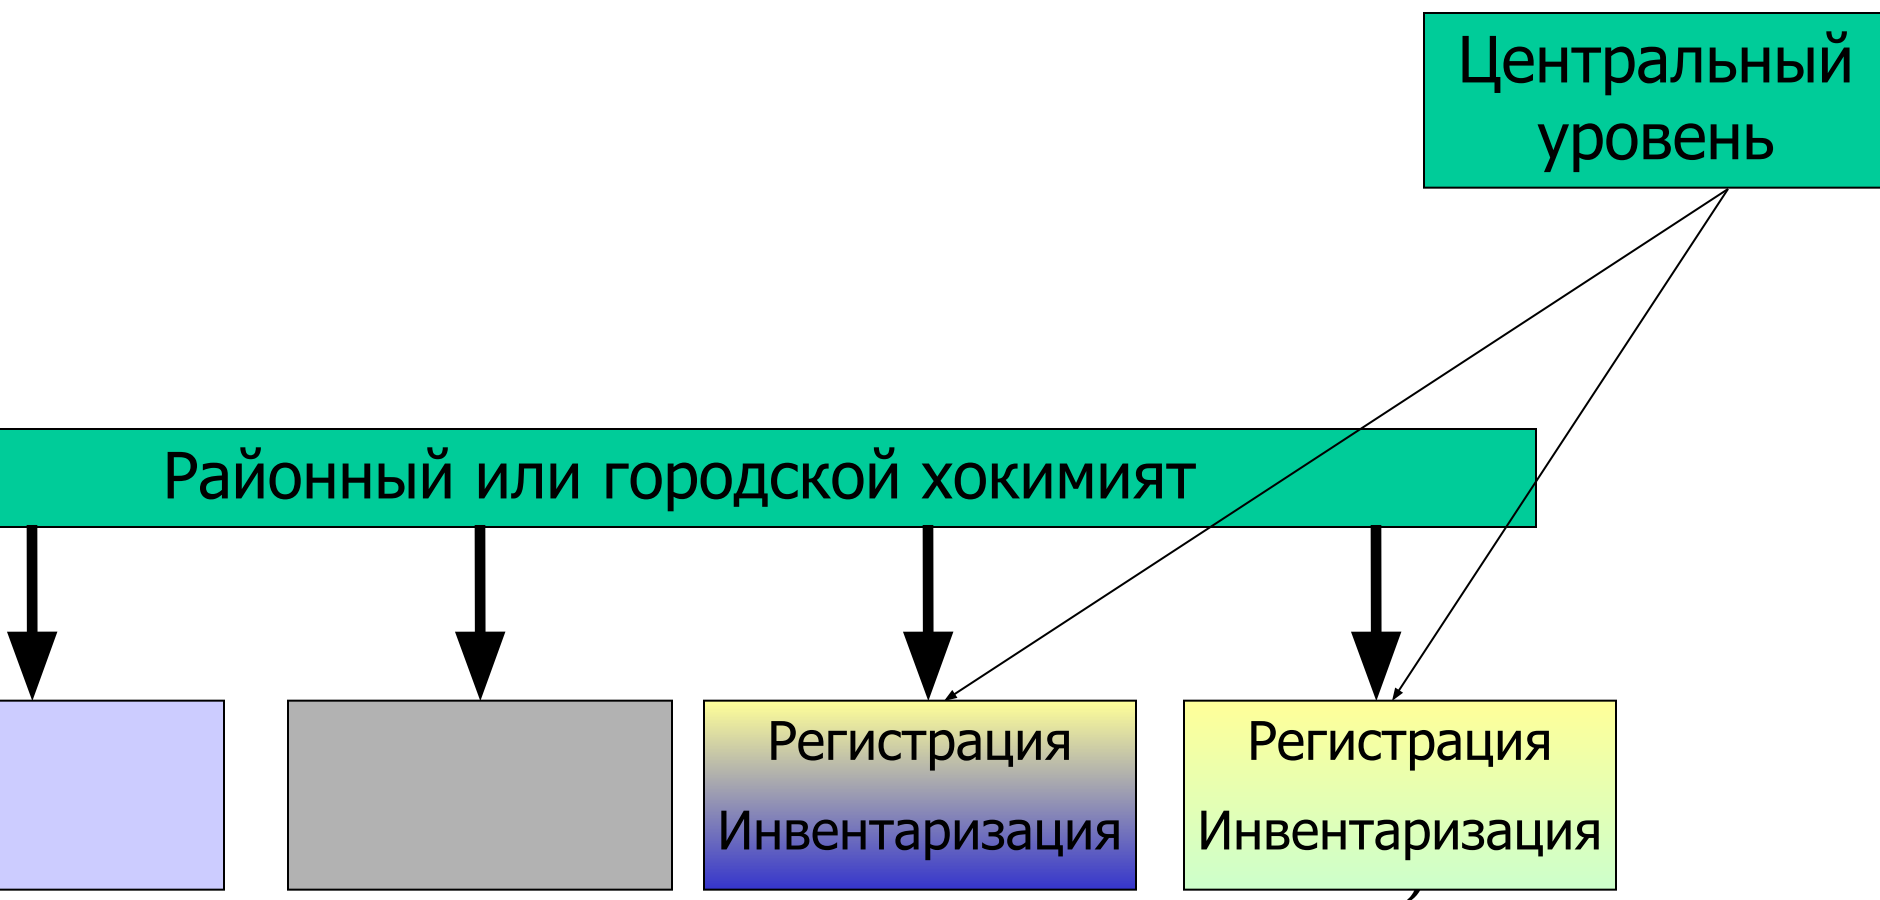 Центральный
уровень
Районный или городской хокимият
Регистрация
Инвентаризация
Регистрация
Инвентаризация